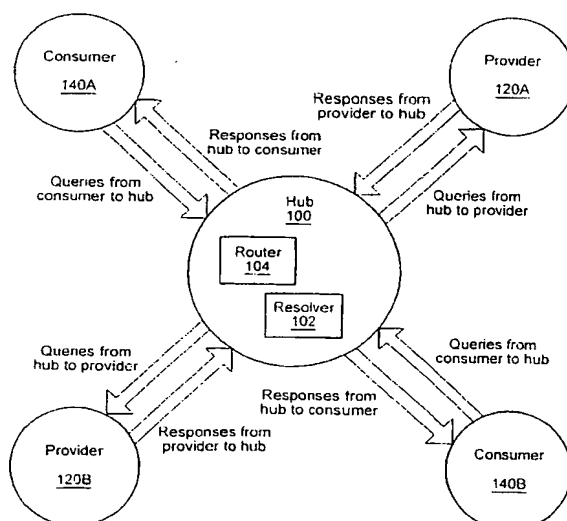 Consumer
140A
Provider
120A
Responses from
provider to hub
Responses from
hub to consumer
Queries from
consumer to hub
Hub
100
Queries from
hub to provider
Router
104
Resolver
102
Queries from
hub to provider
Queries from
consumer to hub
Responses from
hub to consumer
Responses from
provider to hub
Provider
120B
Consumer
140B